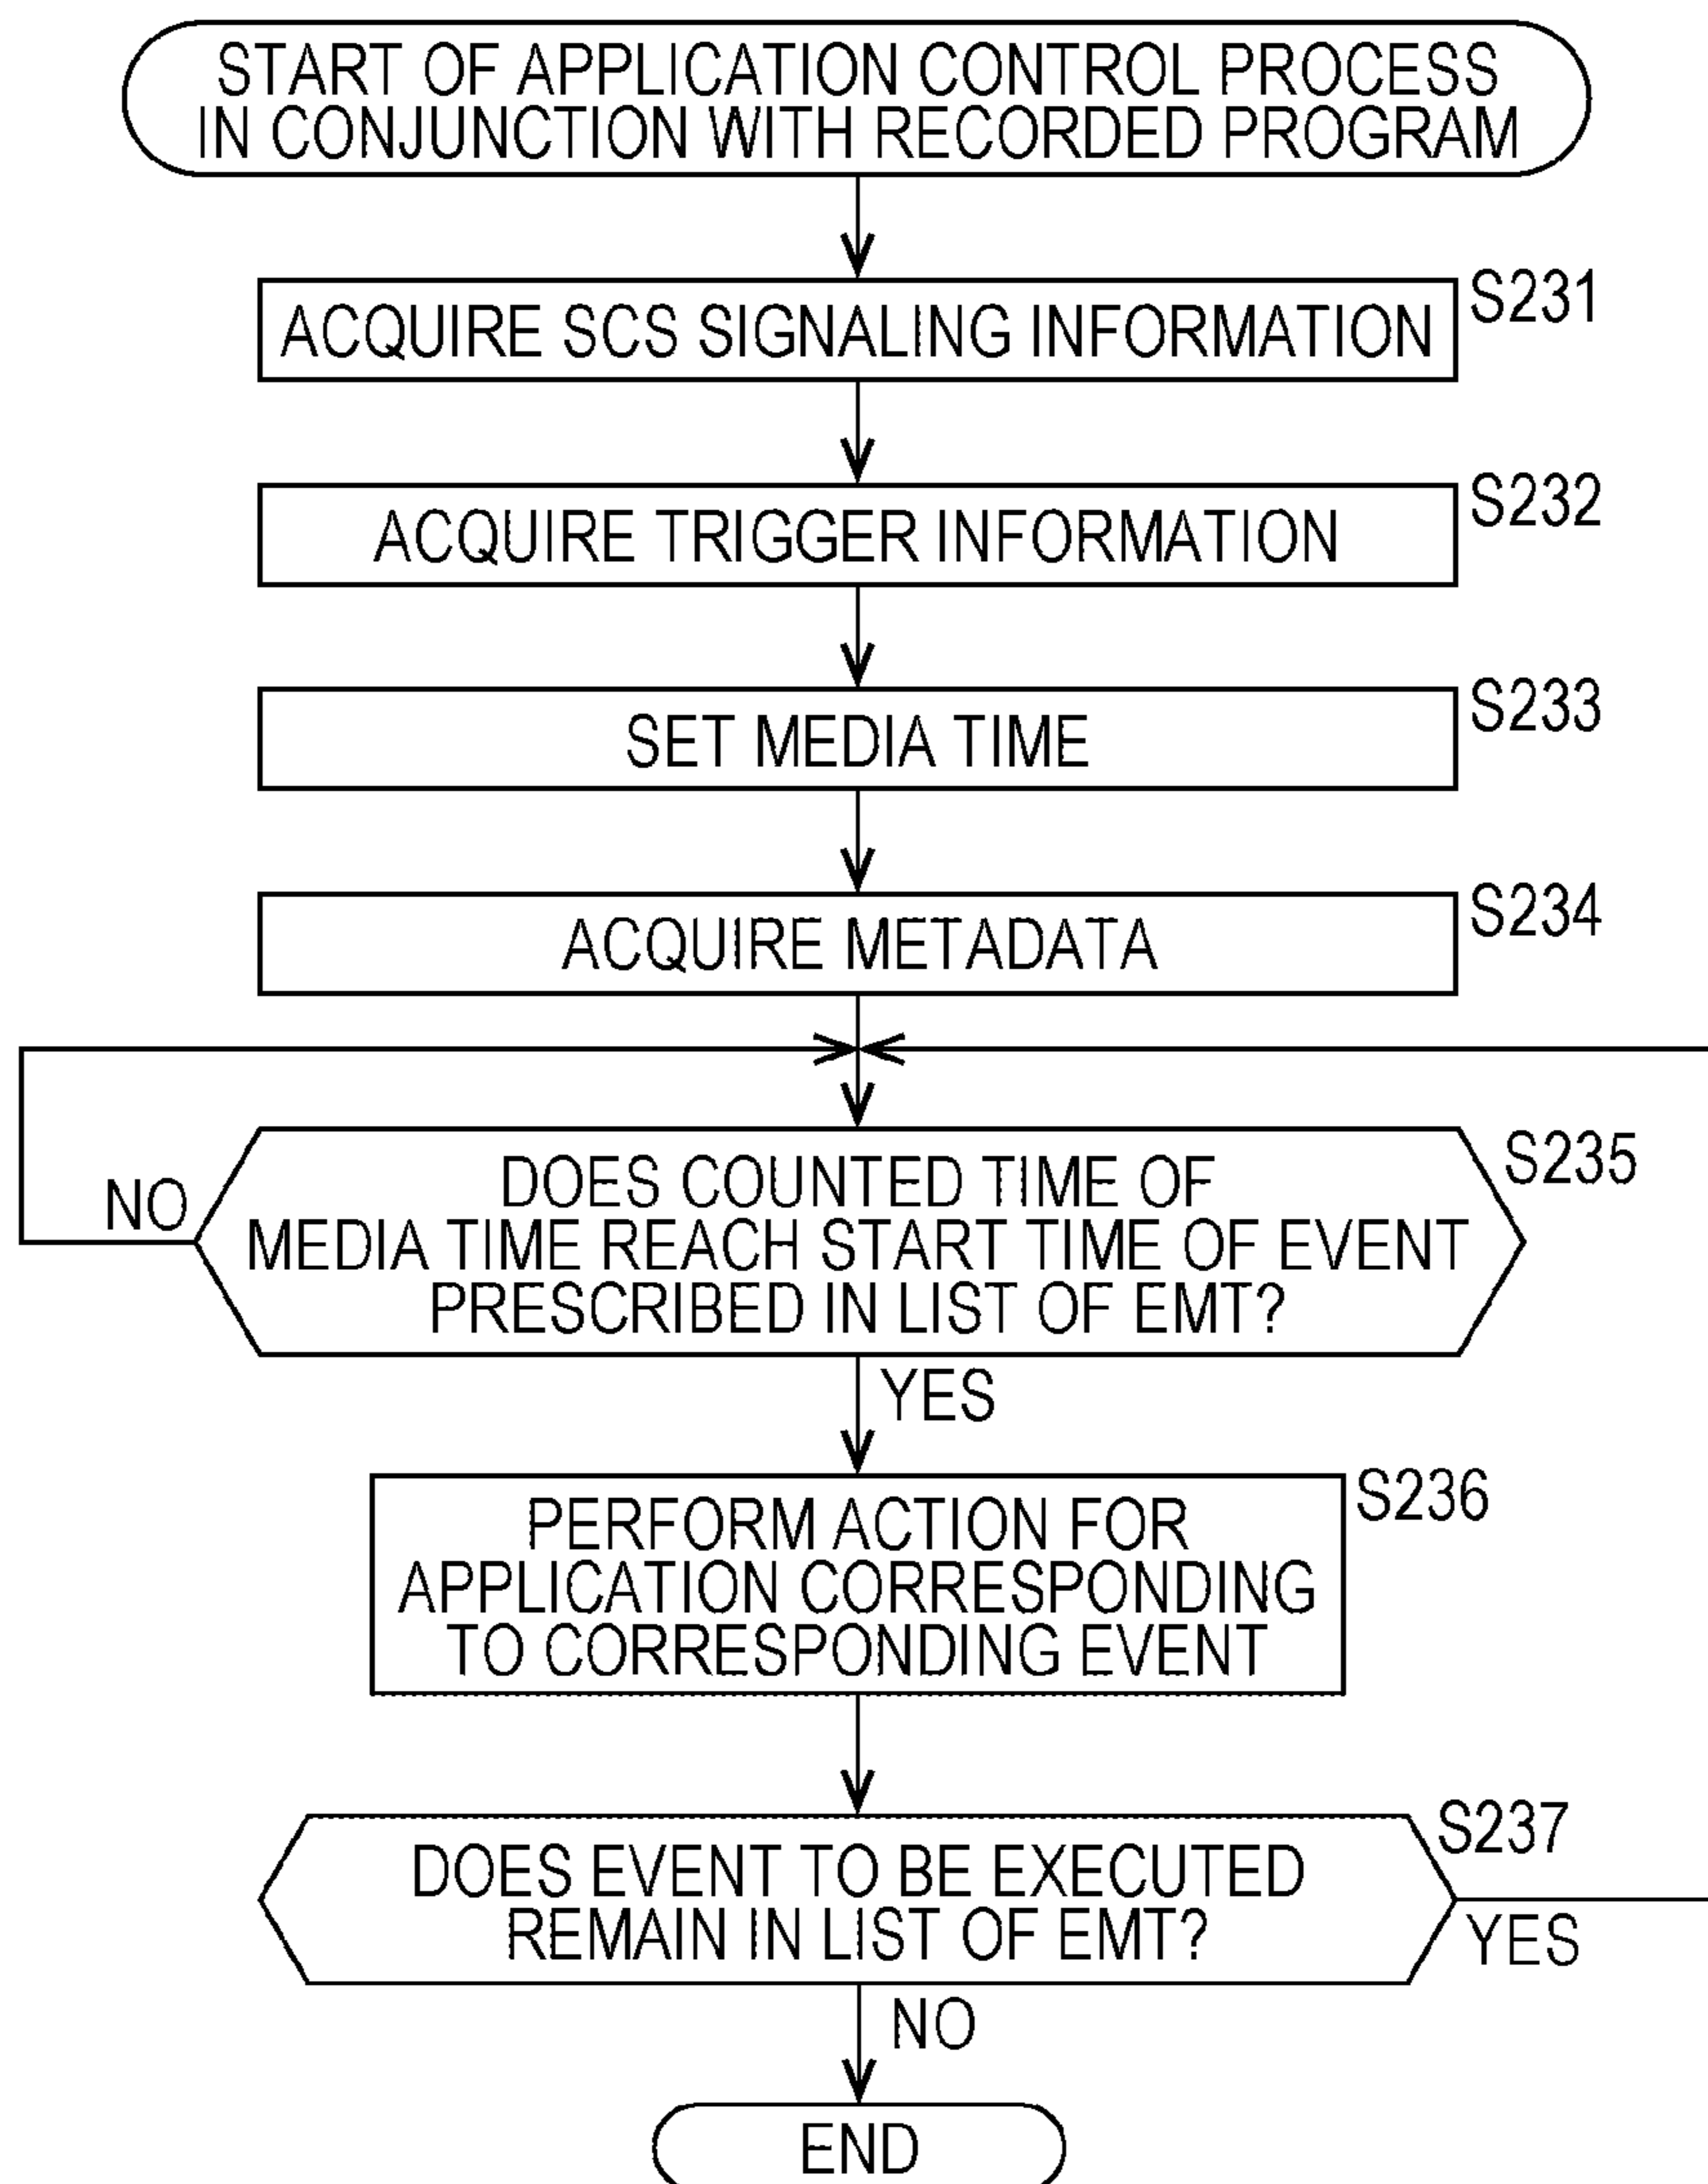 START OF APPLICATION CONTROL PROCESS
IN CONJUNCTION WITH RECORDED PROGRAM
ACQUIRE SCS SIGNALING INFORMATION
S231
ACQUIRE TRIGGER INFORMATION
S232
SET MEDIA TIME
S233
ACQUIRE METADATA
S234
DOES COUNTED TIME OF
MEDIA TIME REACH START TIME OF EVENT
PRESCRIBED IN LIST OF EMT?
S235
NO
YES
PERFORM ACTION FOR
APPLICATION CORRESPONDING
TO CORRESPONDING EVENT
S236
DOES EVENT TO BE EXECUTED
REMAIN IN LIST OF EMT?
S237
YES
NO
END